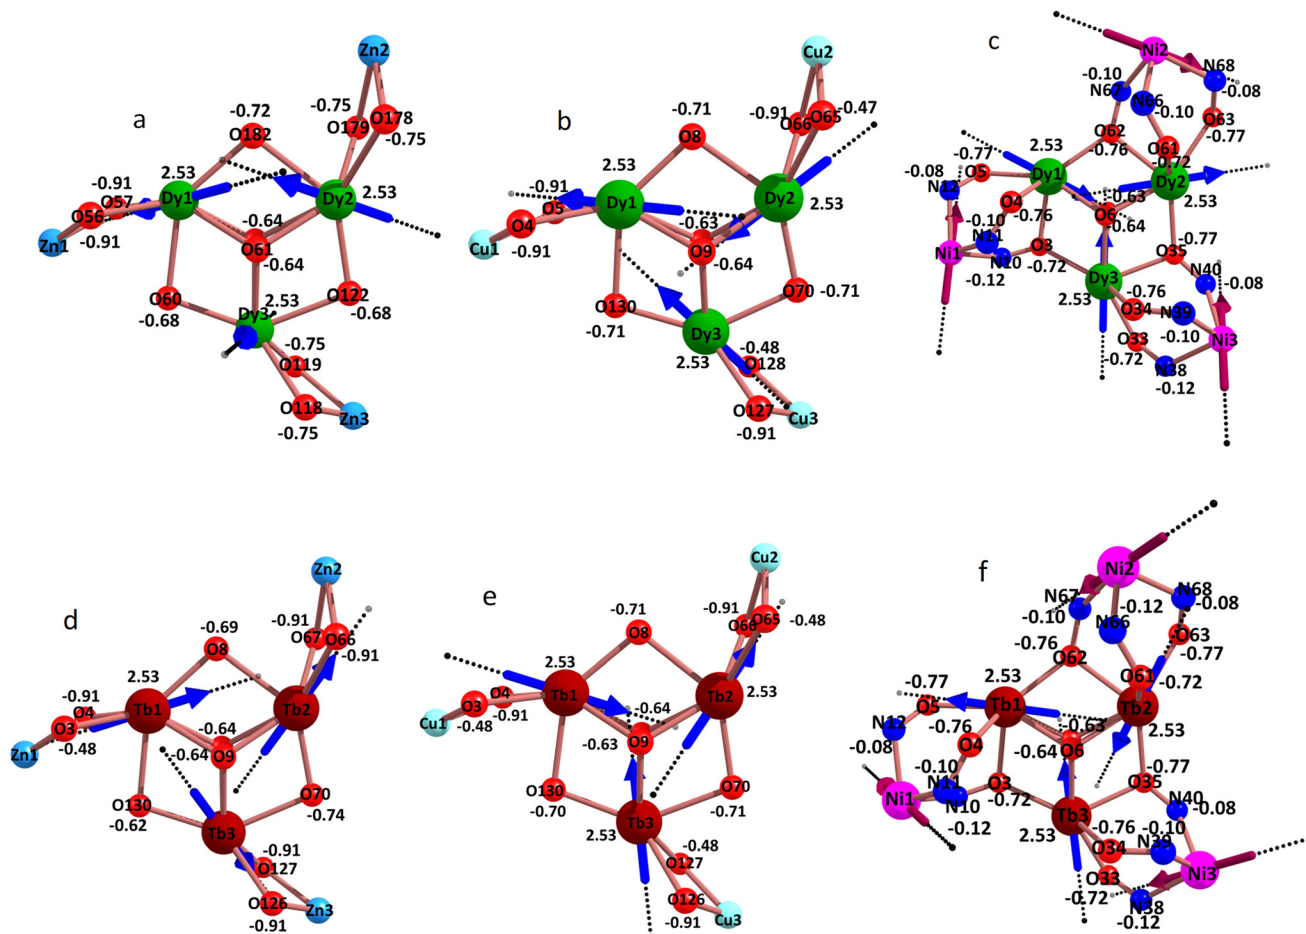 a
Zn2
-0.72
O182
-0.75
O179
O178
-0.75
2.53
Dy1
Dy2
2.53
-0.91
O57
O56
-0.91
Zn1
-0.64
O61
-0.64
O60
-0.68
O122
-0.68
Dy3
2.53
-0.75
O119
O118
-0.75
Zn3
b
Cu2
-0.71
O8
-0.91
O66
O65
-0.47
2.53
Dy1
Dy2
2.53
-0.91
O5
O4
-0.91
Cu1
-0.63
O9
-0.64
O130
-0.71
O70
-0.71
Dy3
2.53
-0.48
O128
O127
-0.91
Cu3
c
Ni2
N68
-0.08
-0.10
N67
N66
-0.10
O63
-0.77
O62
-0.76
O61
-0.72
2.53
Dy1
Dy2
2.53
-0.77
O5
-0.08
N12
O4
-0.76
-0.10
N11
N10
-0.12
Ni1
O3
-0.72
-0.63
O6
-0.64
-0.77
O35
N40
-0.08
Dy3
2.53
-0.76
O34
N39
-0.10
O33
-0.72
N38
-0.12
Ni3
d
Zn2
-0.69
O8
-0.91
O67
O66
-0.91
2.53
Tb1
Tb2
-0.91
O4
O3
-0.48
Zn1
-0.64
-0.64
O9
O130
-0.62
O70
-0.74
Tb3
-0.91
O127
O126
-0.91
Zn3
e
Cu2
-0.71
O8
-0.91
O66
O65
-0.48
2.53
Tb1
Tb2
2.53
O4
O3
-0.91
-0.48
Cu1
-0.64
-0.63
O9
O130
-0.70
O70
-0.71
Tb3
2.53
-0.48
O127
O126
-0.91
Cu3
f
Ni2
N67
-0.10
-0.12
N66
N68
-0.08
O63
-0.77
-0.76
O62
O61
-0.72
2.53
Tb1
Tb2
2.53
-0.77
O5
N12
-0.08
-0.76
O4
-0.63
-0.64
O6
-0.10
N11
N10
-0.12
Ni1
O3
-0.72
-0.77
O35
N40
-0.08
Tb3
2.53
-0.76
O34
-0.10
N39
O33
-0.72
N38
-0.12
Ni3